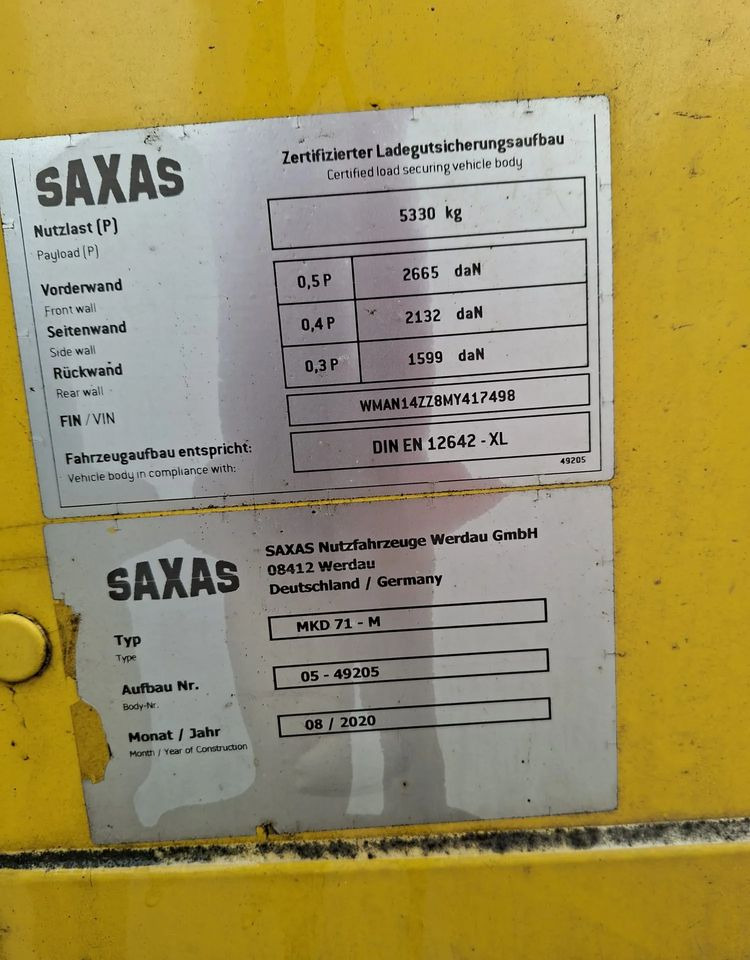 SAXAS
Zertifizierter Ladegutsicherungsaufbau
Certified load securing vehicle body
Nutzlast (P)
Payload (P)
5330 kg
Vorderwand
Front wall
0,5 P 2665 daN
Seitenwand
Side wall
0,4 P 2132 daN
Rückwand
Rear wall
0,3 P 1599 daN
FIN / VIN
WMAN14ZZ8MY417498
Fahrzeugaufbau entspricht:
Vehicle body in compliance with:
DIN EN 12642 - XL
49205
SAXAS
SAXAS Nutzfahrzeuge Werdau GmbH
08412 Werdau
Deutschland / Germany
Typ
Type
MKD 71 - M
Aufbau Nr.
Body-Nr.
05 - 49205
Monat / Jahr
Month / Year of Construction
08 / 2020